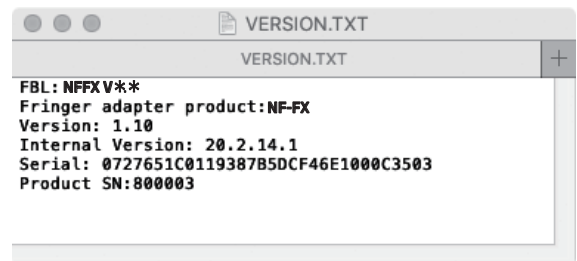 VERSION.TXT
VERSION.TXT
+
FBL: NFFX V**
Fringer adapter product:NF-FX
Version: 1.10
Internal Version: 20.2.14.1
Serial: 0727651C0119387B5DCF46E1000C3503
Product SN:800003